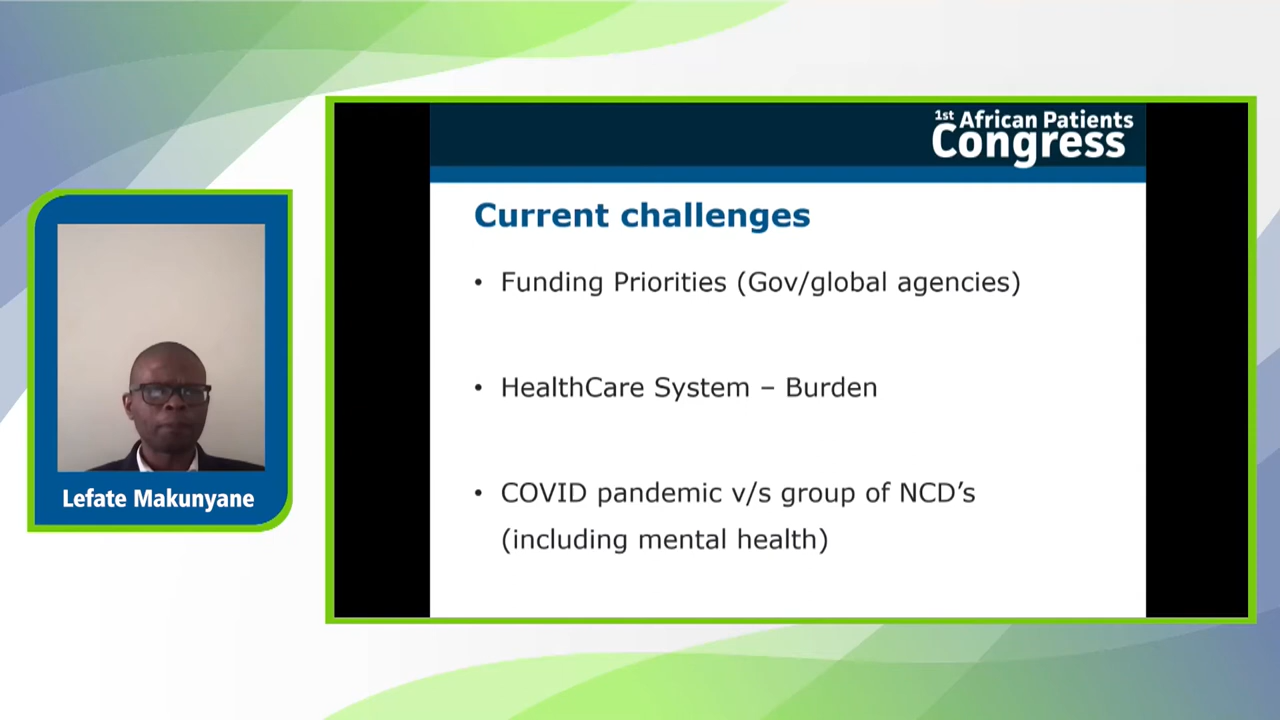 1st African Patients
Congress
Current challenges
• Funding Priorities (Gov/global agencies)
• HealthCare System – Burden
• COVID pandemic v/s group of NCD’s
(including mental health)
Lefate Makunyane